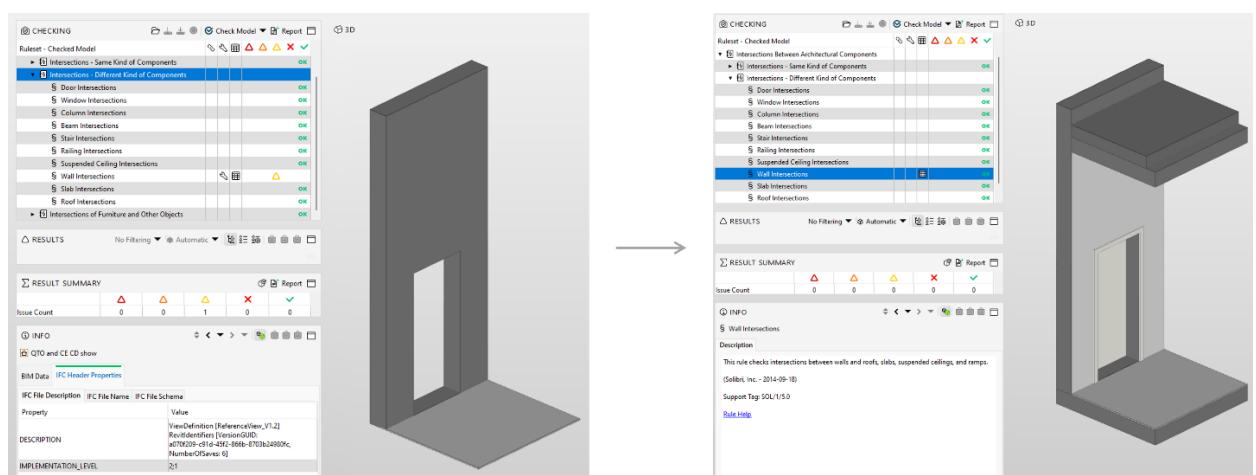 CHECKING
Check Model
Report
3D
Ruleset - Checked Model
Intersections - Same Kind of Components
OK
Intersections - Different Kind of Components
Door Intersections
OK
Window Intersections
OK
Column Intersections
OK
Beam Intersections
OK
Stair Intersections
OK
Railing Intersections
OK
Suspended Ceiling Intersections
OK
Wall Intersections
Slab Intersections
OK
Roof Intersections
OK
Intersections of Furniture and Other Objects
OK
RESULTS
No Filtering
Automatic
RESULT SUMMARY
Report
Issue Count
0 0 1 0 0
INFO
QTO and CE CD show
BIM Data
IFC Header Properties
IFC File Description
IFC File Name
IFC File Schema
Property
Value
DESCRIPTION
ViewDefinition [ReferenceView_V1.2]
RevitIdentifiers [VersionGUID:
a070f209-c91d-45f2-866b-8703b24980fc,
NumberOfSaves: 6]
IMPLEMENTATION_LEVEL
2;1
CHECKING
Check Model
Report
3D
Ruleset - Checked Model
Intersections Between Architectural Components
Intersections - Same Kind of Components
OK
Intersections - Different Kind of Components
Door Intersections
OK
Window Intersections
OK
Column Intersections
OK
Beam Intersections
OK
Stair Intersections
OK
Railing Intersections
OK
Suspended Ceiling Intersections
OK
Wall Intersections
OK
Slab Intersections
OK
Roof Intersections
OK
RESULTS
No Filtering
Automatic
RESULT SUMMARY
Report
Issue Count
0 0 0 0 0
INFO
§ Wall Intersections
Description
This rule checks intersections between walls and roofs, slabs, suspended ceilings, and ramps.
(Solibri, Inc. - 2014-09-18)
Support Tag: SOL/1/5.0
Rule Help